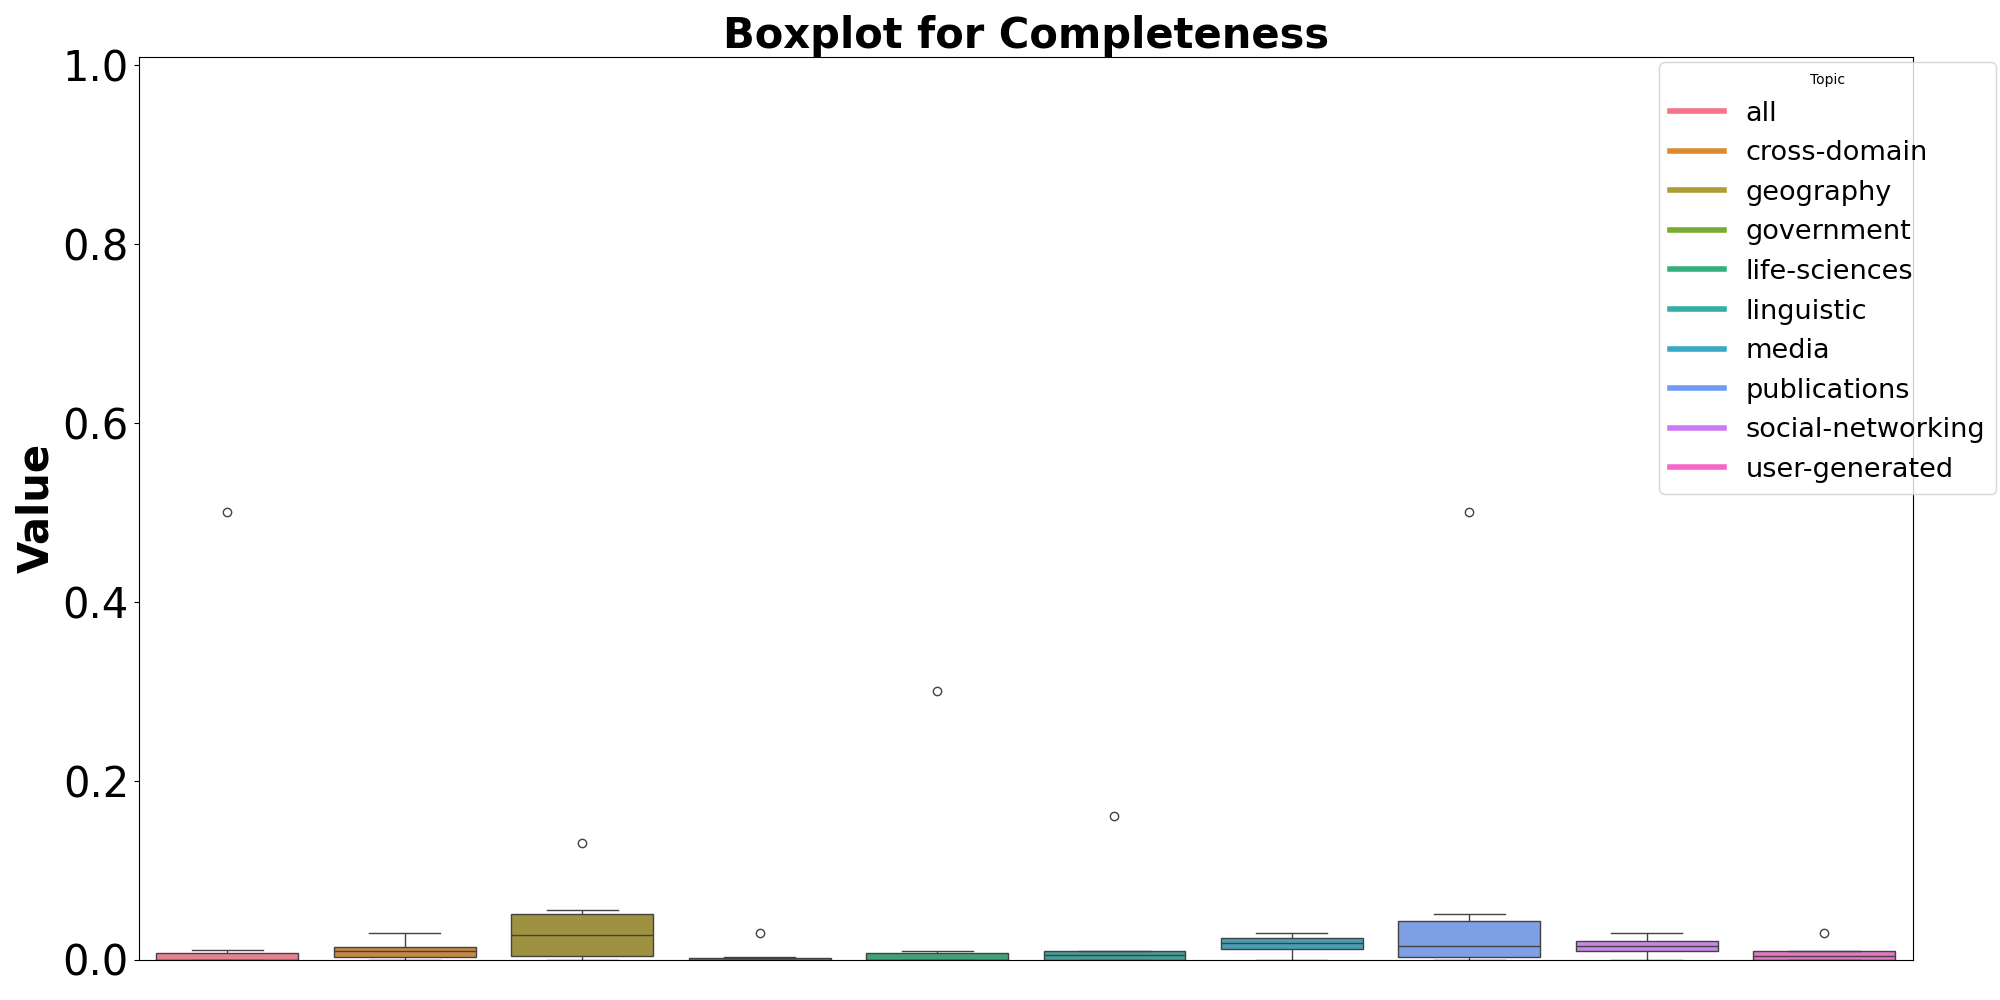 Boxplot for Completeness
Value
1.0
0.8
0.6
0.4
0.2
0.0
Topic
all
cross-domain
geography
government
life-sciences
linguistic
media
publications
social-networking
user-generated